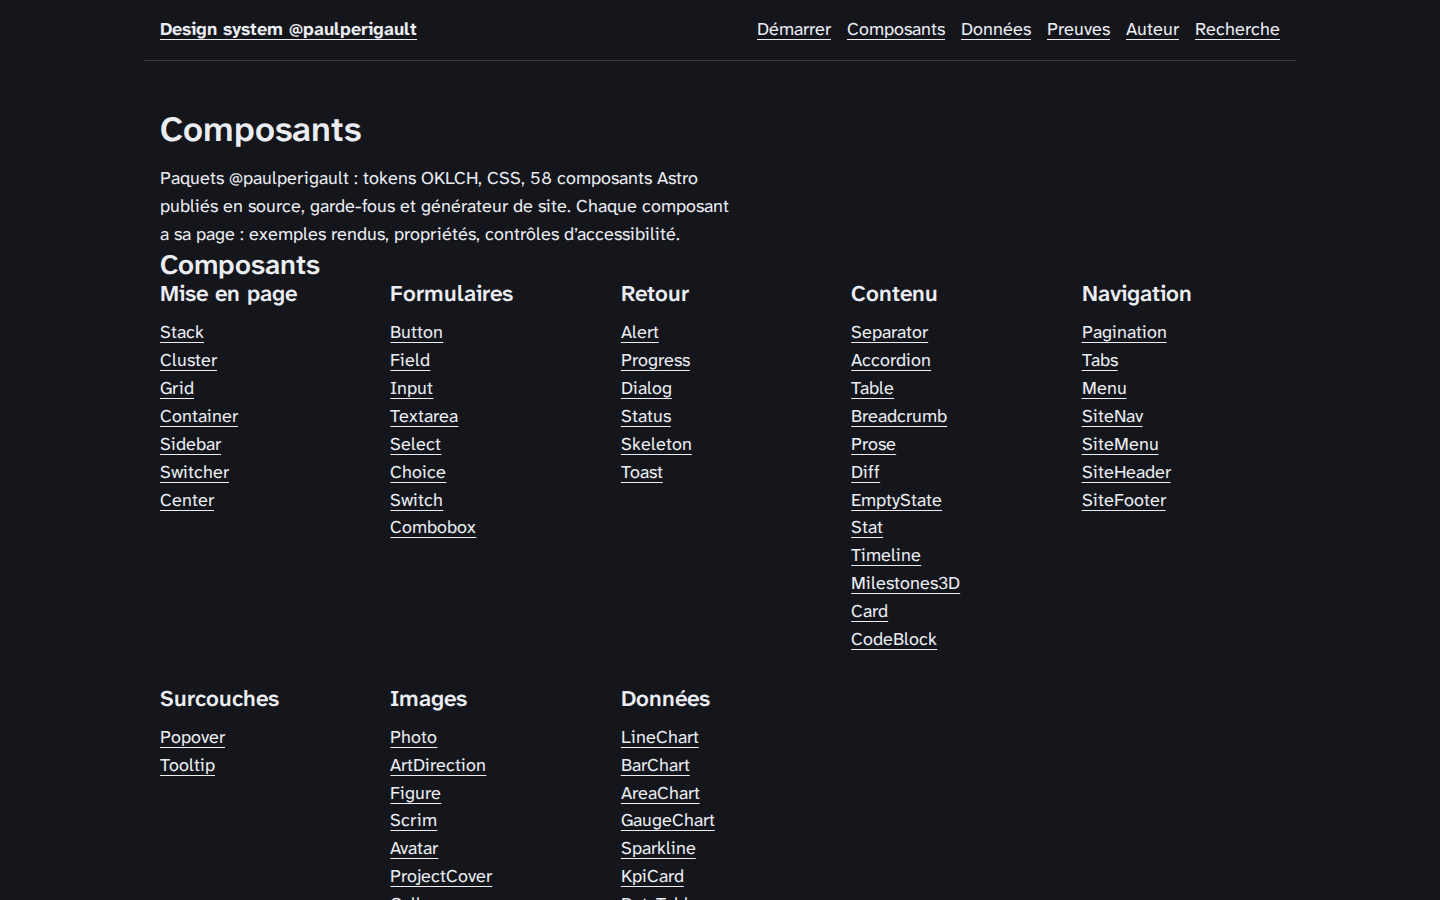 Design system @paulperigault
Démarrer Composants Données Preuves Auteur Recherche
Composants
Paquets @paulperigault : tokens OKLCH, CSS, 58 composants Astro
publiés en source, garde-fous et générateur de site. Chaque composant
a sa page : exemples rendus, propriétés, contrôles d’accessibilité.
Composants
Mise en page
Stack
Cluster
Grid
Container
Sidebar
Switcher
Center
Formulaires
Button
Field
Input
Textarea
Select
Choice
Switch
Combobox
Retour
Alert
Progress
Dialog
Status
Skeleton
Toast
Contenu
Separator
Accordion
Table
Breadcrumb
Prose
Diff
EmptyState
Stat
Timeline
Milestones3D
Card
CodeBlock
Navigation
Pagination
Tabs
Menu
SiteNav
SiteMenu
SiteHeader
SiteFooter
Surcouches
Popover
Tooltip
Images
Photo
ArtDirection
Figure
Scrim
Avatar
ProjectCover
Données
LineChart
BarChart
AreaChart
GaugeChart
Sparkline
KpiCard